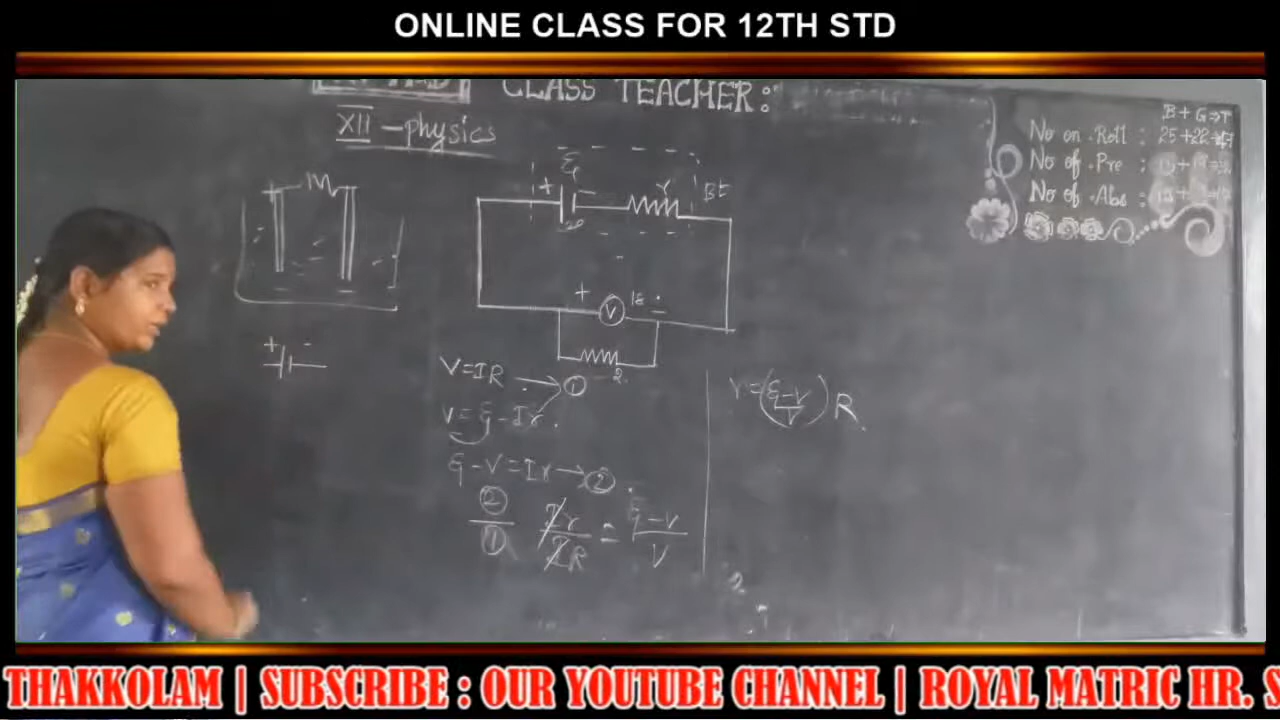 ONLINE CLASS FOR 12TH STD
CLASS TEACHER:
XII - physics
B + G => T
No on Roll : 25+22=47
No of Pre :
No of Abs :
+ ξ - r Bt
+ V -
+ -
V = IR → ①
V = ξ - Ir.
ξ - V = Ir → ②
②/① Ir/IR = ξ-V/V
r = (ξ-V/V) R
THAKKOLAM | SUBSCRIBE : OUR YOUTUBE CHANNEL | ROYAL MATRIC HR. S